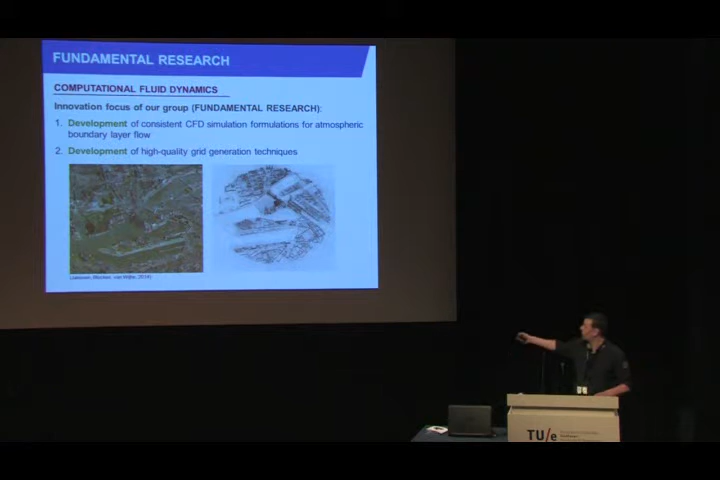 FUNDAMENTAL RESEARCH
COMPUTATIONAL FLUID DYNAMICS
Innovation focus of our group (FUNDAMENTAL RESEARCH):
1. Development of consistent CFD simulation formulations for atmospheric
boundary layer flow
2. Development of high-quality grid generation techniques
TU/e